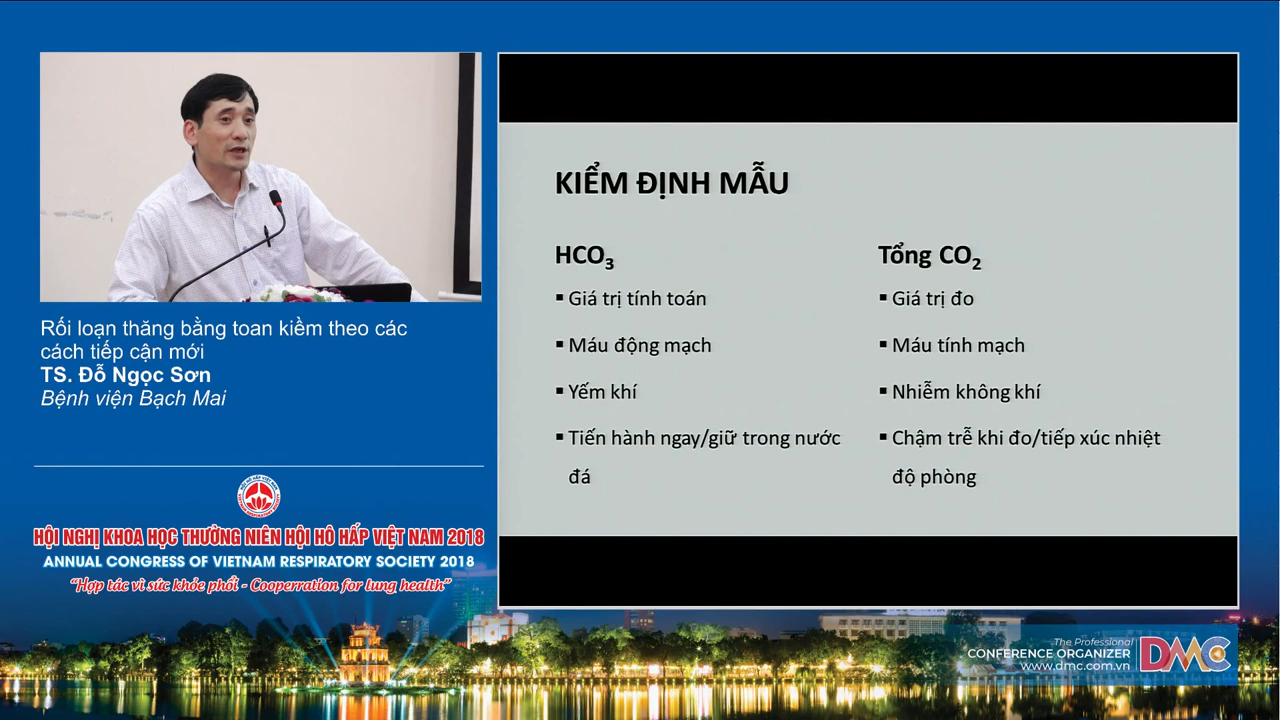 Rối loạn thăng bằng toan kiềm theo các
cách tiếp cận mới
TS. Đỗ Ngọc Sơn
Bệnh viện Bạch Mai
HỘI NGHỊ KHOA HỌC THƯỜNG NIÊN HỘI HÔ HẤP VIỆT NAM 2018
ANNUAL CONGRESS OF VIETNAM RESPIRATORY SOCIETY 2018
“Hợp tác vì sức khỏe phổi - Cooperration for lung health”
KIỂM ĐỊNH MẪU
HCO₃
▪ Giá trị tính toán
▪ Máu động mạch
▪ Yếm khí
▪ Tiến hành ngay/giữ trong nước
đá
Tổng CO₂
▪ Giá trị đo
▪ Máu tính mạch
▪ Nhiễm không khí
▪ Chậm trễ khi đo/tiếp xúc nhiệt
độ phòng
The Professional
CONFERENCE ORGANIZER
www.dmc.com.vn
DMC